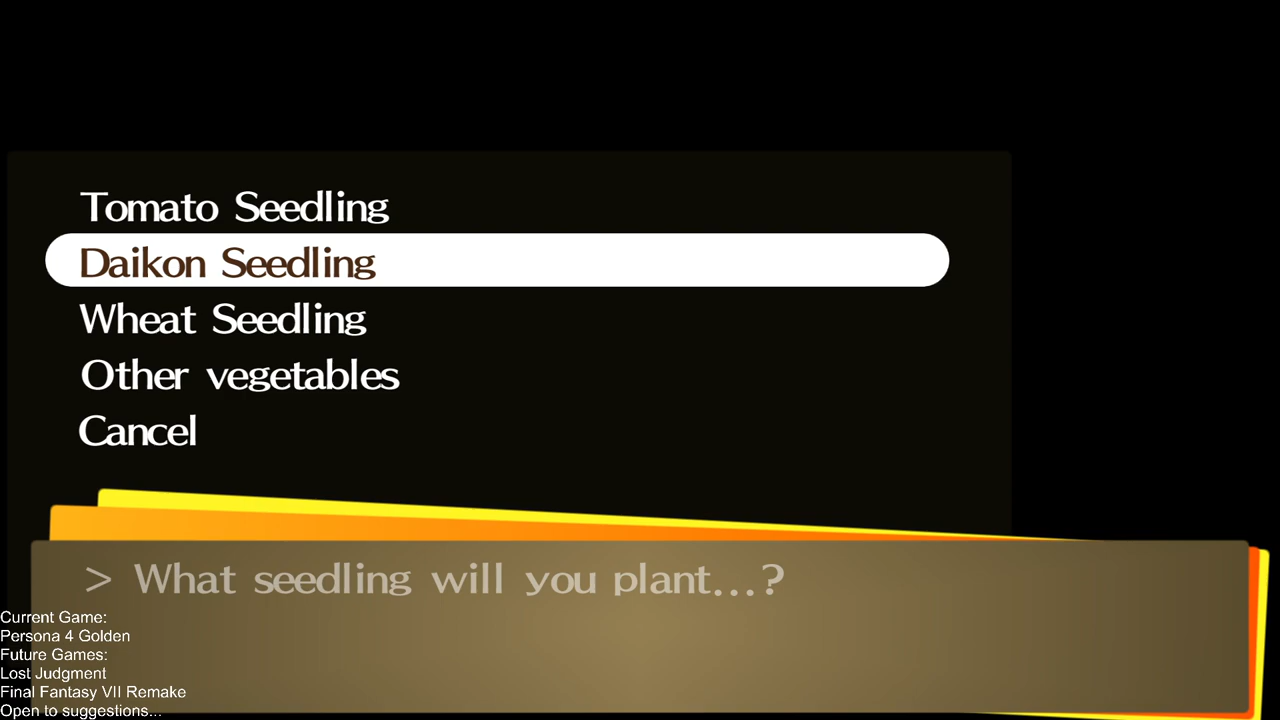 Tomato Seedling
Daikon Seedling
Wheat Seedling
Other vegetables
Cancel
> What seedling will you plant...?
Current Game:
Persona 4 Golden
Future Games:
Lost Judgment
Final Fantasy VII Remake
Open to suggestions...